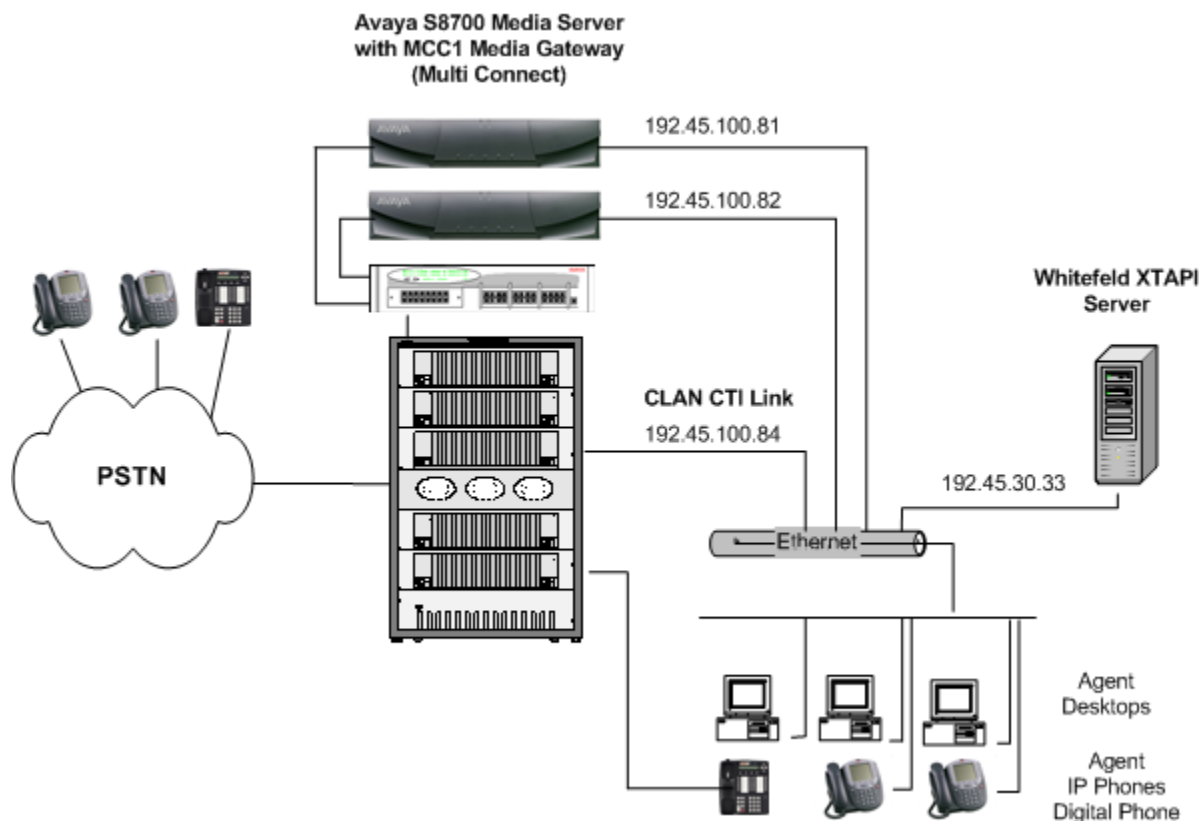 Avaya S8700 Media Server
with MCC1 Media Gateway
(Multi Connect)
AVAYA
192.45.100.81
AVAYA
192.45.100.82
Whitefeld XTAPI
Server
CLAN CTI Link
192.45.100.84
PSTN
192.45.30.33
Ethernet
Agent
Desktops
Agent
IP Phones
Digital Phone